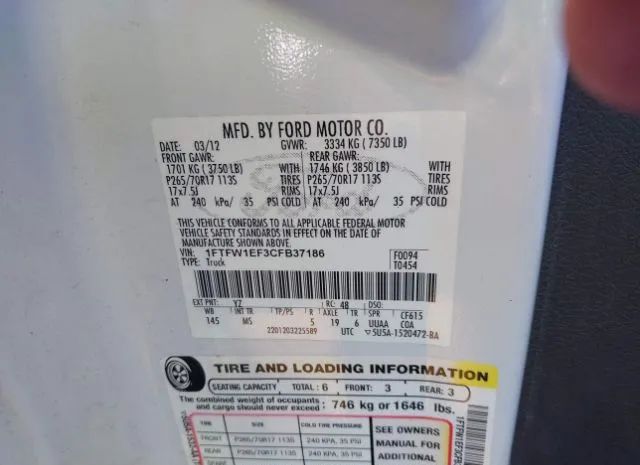 MFD. BY FORD MOTOR CO.
DATE: 03/12 GVWR: 3334 KG ( 7350 LB)
FRONT GAWR: REAR GAWR:
1701 KG ( 3750 LB) WITH 1746 KG ( 3850 LB) WITH
P265/70R17 113S TIRES P265/70R17 113S TIRES
17x7.5J RIMS 17x7.5J RIMS
AT 240 kPa/ 35 PSI COLD AT 240 kPa/ 35 PSI COLD
THIS VEHICLE CONFORMS TO ALL APPLICABLE FEDERAL MOTOR
VEHICLE SAFETY STANDARDS IN EFFECT ON THE DATE OF
MANUFACTURE SHOWN ABOVE.
VIN: 1FTFW1EF3CFB37186 F0094
TYPE: Truck T0454
EXT PNT: YZ RC: 48 DSO:
WB INT TR TP/PS R AXLE TR SPR CF615
145 MS 5 19 6 UUAA COA
2201203225589 UTC 5U5A-1520472-BA
TIRE AND LOADING INFORMATION
SEATING CAPACITY TOTAL: 6 FRONT: 3 REAR: 3
The combined weight of occupants
and cargo should never exceed: 746 kg or 1646 lbs.
TIRE SIZE COLD TIRE PRESSURE SEE OWNERS
FRONT P265/70R17 113S 240 KPA, 35 PSI MANUAL FOR
REAR P265/70R17 113S 240 KPA, 35 PSI ADDITIONAL